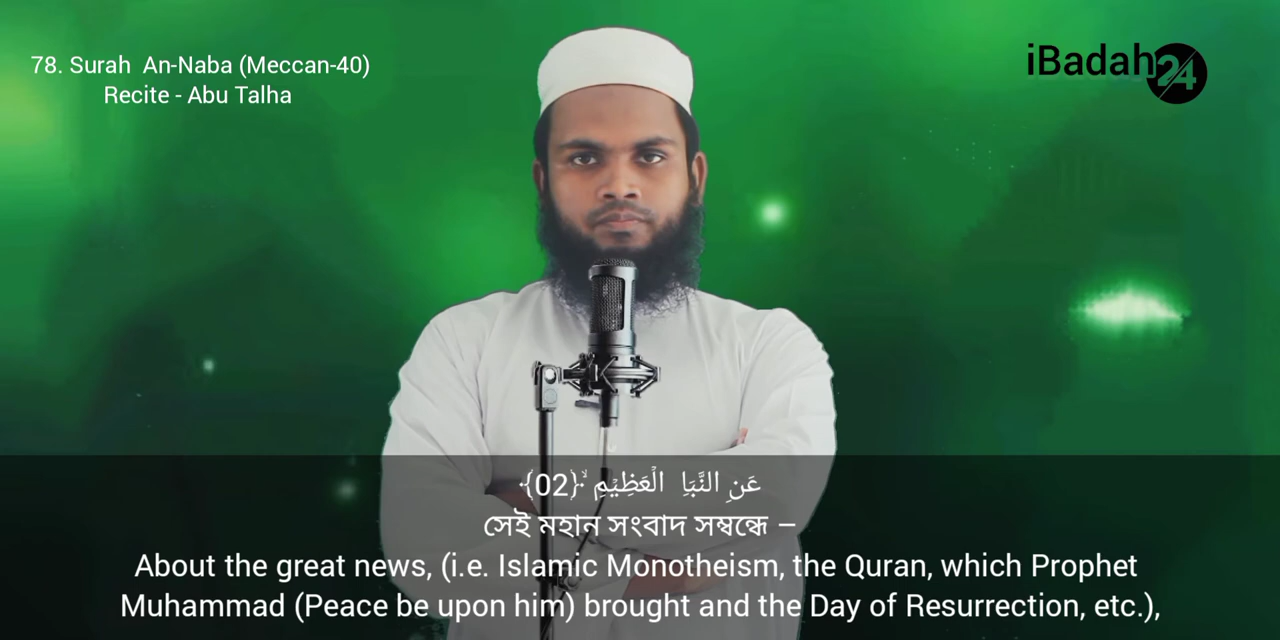 78. Surah An-Naba (Meccan-40)
Recite - Abu Talha
iBadah24
عَنِ النَّبَاِ الۡعَظِیۡمِ ۙ﴿02﴾
সেই মহান সংবাদ সম্বন্ধে –
About the great news, (i.e. Islamic Monotheism, the Quran, which Prophet
Muhammad (Peace be upon him) brought and the Day of Resurrection, etc.),